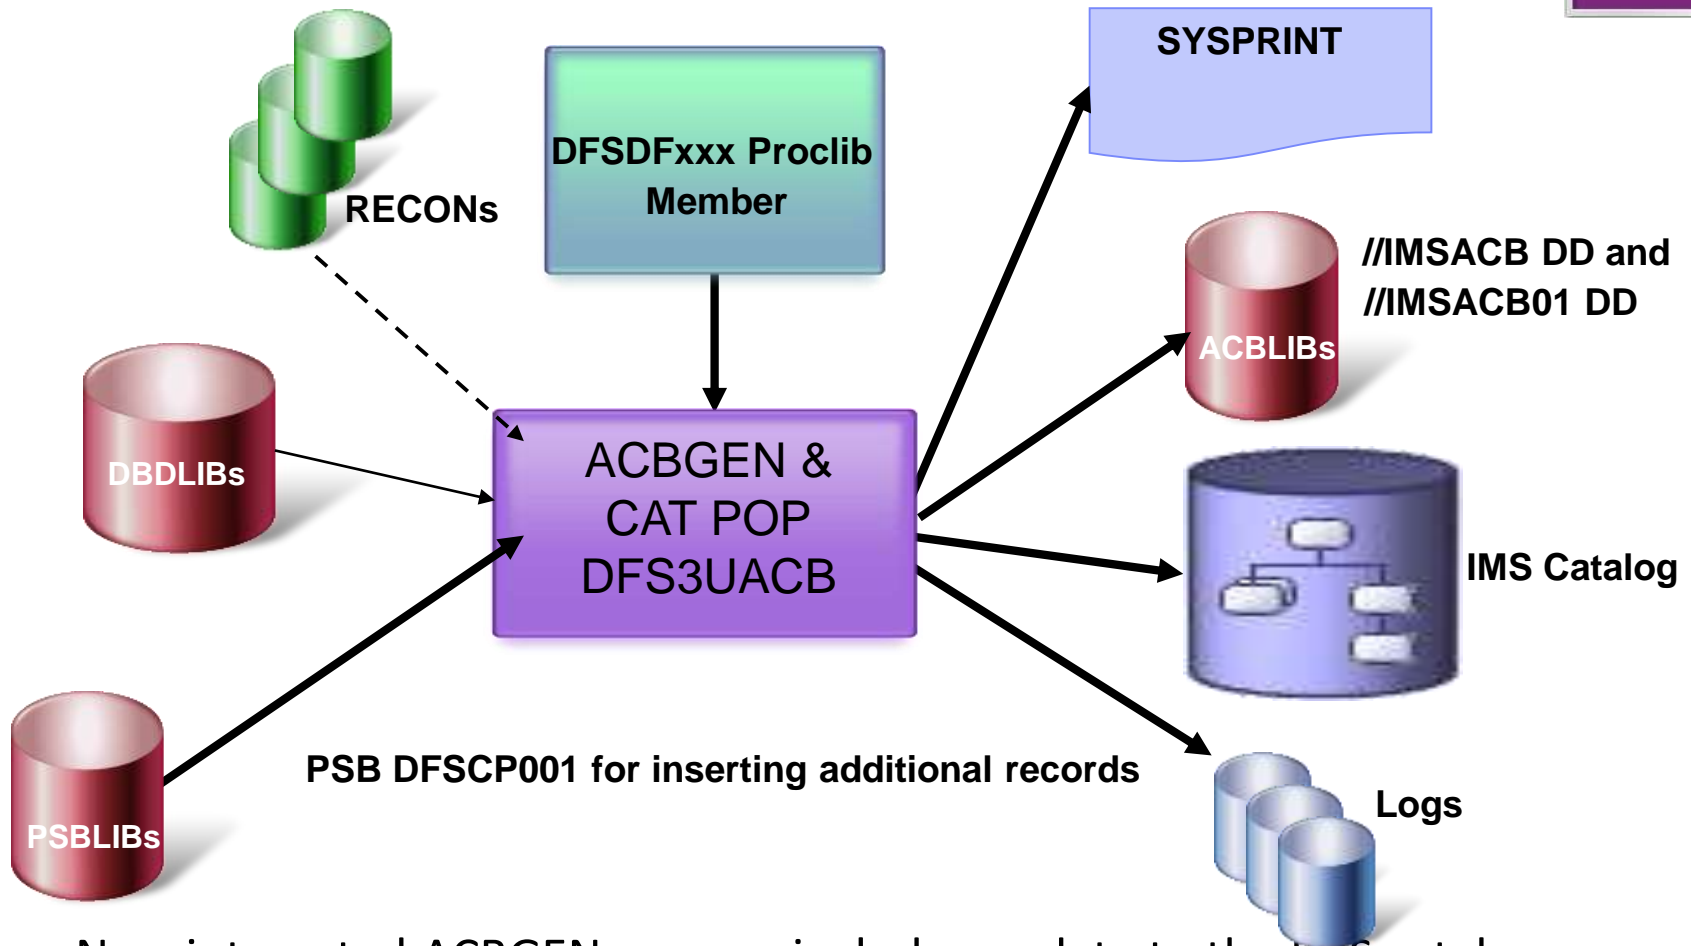 SYSPRINT
DFSDFxxx Proclib
Member
RECONs
//IMSACB DD and
//IMSACB01 DD
ACBLIBs
DBDLIBs
ACBGEN &
CAT POP
DFS3UACB
IMS Catalog
PSB DFSCP001 for inserting additional records
Logs
PSBLIBs